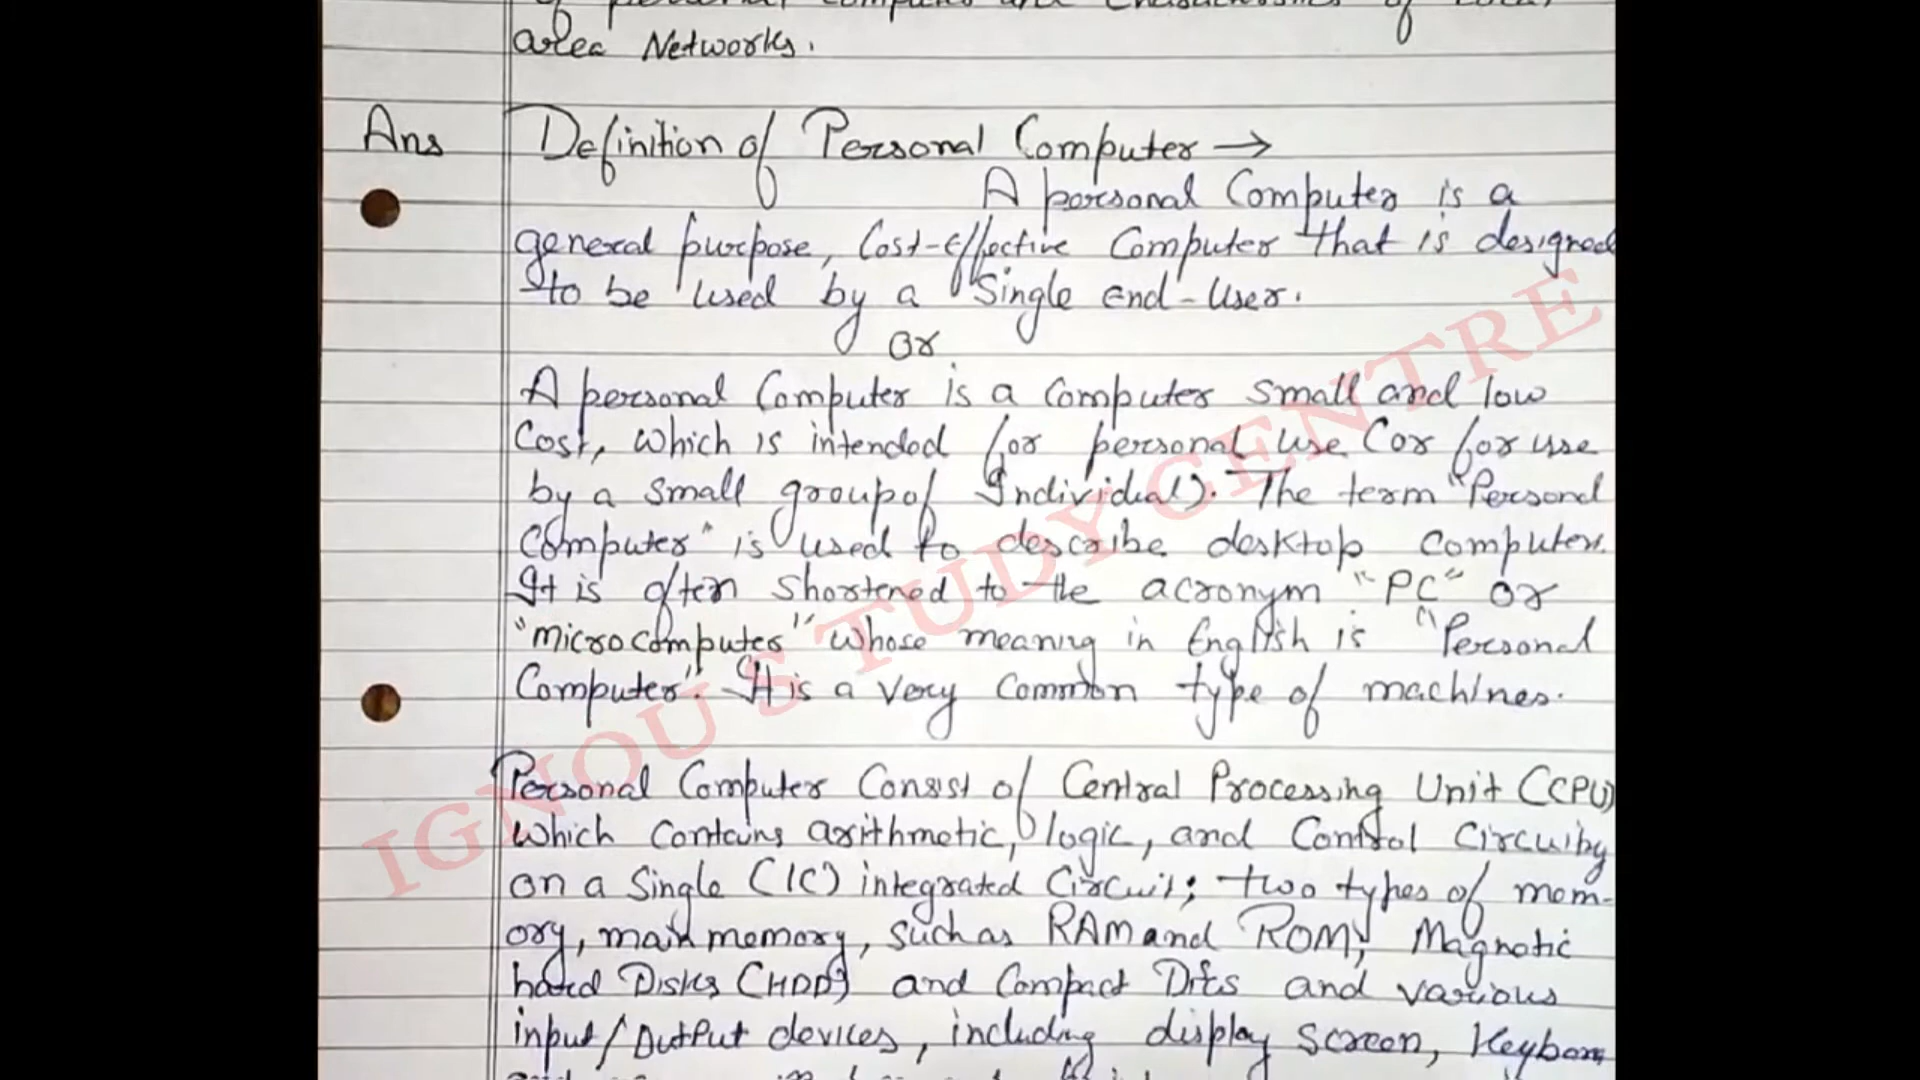 of personal computers and characteristics of Local
area Networks.
Ans Definition of Personal Computer →
A personal Computer is a
general purpose, Cost-Effective Computer that is designed
to be used by a Single end-User.
Or
A personal Computer is a Computer small and low
Cost, which is intended for personal use (or for use
by a small group of Individual). The term "Personal
Computer" is used to describe desktop computers.
It is often shortened to the acronym "PC" or
"microcomputer" whose meaning in English is "Personal
Computer". It is a very common type of machines.
Personal Computer Consist of Central Processing Unit (CPU)
which contains arithmetic, logic, and Control Circuitry
on a Single (IC) integrated Circuit; two types of mem-
ory, main memory, such as RAM and ROM, Magnetic
hard Disks (HDD) and Compact Discs and various
input/Output devices, including display screen, Keyboard
IGNOU STUDY CENTRE